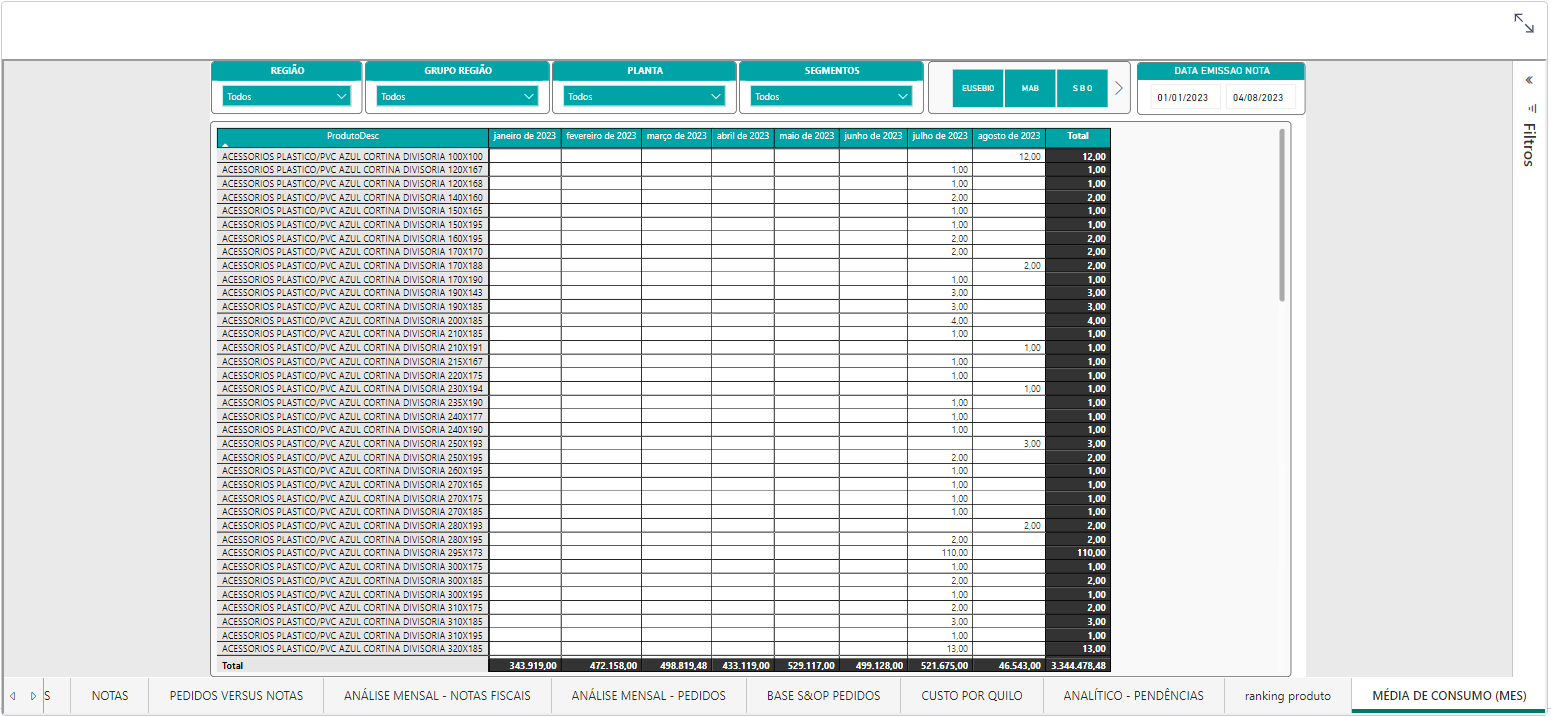 REGIÃO GRUPO REGIÃO PLANTA SEGMENTOS DATA EMISSAO NOTA
Todos Todos Todos Todos EUSEBIO MAB S B O 01/01/2023 04/08/2023
Filtros
ProdutoDesc janeiro de 2023 fevereiro de 2023 março de 2023 abril de 2023 maio de 2023 junho de 2023 julho de 2023 agosto de 2023 Total
ACESSORIOS PLASTICO/PVC AZUL CORTINA DIVISORIA 100X100 12,00 12,00
ACESSORIOS PLASTICO/PVC AZUL CORTINA DIVISORIA 120X167 1,00 1,00
ACESSORIOS PLASTICO/PVC AZUL CORTINA DIVISORIA 120X168 1,00 1,00
ACESSORIOS PLASTICO/PVC AZUL CORTINA DIVISORIA 140X160 2,00 2,00
ACESSORIOS PLASTICO/PVC AZUL CORTINA DIVISORIA 150X165 1,00 1,00
ACESSORIOS PLASTICO/PVC AZUL CORTINA DIVISORIA 150X195 1,00 1,00
ACESSORIOS PLASTICO/PVC AZUL CORTINA DIVISORIA 160X195 2,00 2,00
ACESSORIOS PLASTICO/PVC AZUL CORTINA DIVISORIA 170X170 2,00 2,00
ACESSORIOS PLASTICO/PVC AZUL CORTINA DIVISORIA 170X188 2,00 2,00
ACESSORIOS PLASTICO/PVC AZUL CORTINA DIVISORIA 170X190 1,00 1,00
ACESSORIOS PLASTICO/PVC AZUL CORTINA DIVISORIA 190X143 3,00 3,00
ACESSORIOS PLASTICO/PVC AZUL CORTINA DIVISORIA 190X185 3,00 3,00
ACESSORIOS PLASTICO/PVC AZUL CORTINA DIVISORIA 200X185 4,00 4,00
ACESSORIOS PLASTICO/PVC AZUL CORTINA DIVISORIA 210X185 1,00 1,00
ACESSORIOS PLASTICO/PVC AZUL CORTINA DIVISORIA 210X191 1,00 1,00
ACESSORIOS PLASTICO/PVC AZUL CORTINA DIVISORIA 215X167 1,00 1,00
ACESSORIOS PLASTICO/PVC AZUL CORTINA DIVISORIA 220X175 1,00 1,00
ACESSORIOS PLASTICO/PVC AZUL CORTINA DIVISORIA 230X194 1,00 1,00
ACESSORIOS PLASTICO/PVC AZUL CORTINA DIVISORIA 235X190 1,00 1,00
ACESSORIOS PLASTICO/PVC AZUL CORTINA DIVISORIA 240X177 1,00 1,00
ACESSORIOS PLASTICO/PVC AZUL CORTINA DIVISORIA 240X190 1,00 1,00
ACESSORIOS PLASTICO/PVC AZUL CORTINA DIVISORIA 250X193 3,00 3,00
ACESSORIOS PLASTICO/PVC AZUL CORTINA DIVISORIA 250X195 2,00 2,00
ACESSORIOS PLASTICO/PVC AZUL CORTINA DIVISORIA 260X195 1,00 1,00
ACESSORIOS PLASTICO/PVC AZUL CORTINA DIVISORIA 270X165 1,00 1,00
ACESSORIOS PLASTICO/PVC AZUL CORTINA DIVISORIA 270X175 1,00 1,00
ACESSORIOS PLASTICO/PVC AZUL CORTINA DIVISORIA 270X185 1,00 1,00
ACESSORIOS PLASTICO/PVC AZUL CORTINA DIVISORIA 280X193 2,00 2,00
ACESSORIOS PLASTICO/PVC AZUL CORTINA DIVISORIA 280X195 2,00 2,00
ACESSORIOS PLASTICO/PVC AZUL CORTINA DIVISORIA 295X173 110,00 110,00
ACESSORIOS PLASTICO/PVC AZUL CORTINA DIVISORIA 300X175 1,00 1,00
ACESSORIOS PLASTICO/PVC AZUL CORTINA DIVISORIA 300X185 2,00 2,00
ACESSORIOS PLASTICO/PVC AZUL CORTINA DIVISORIA 300X195 1,00 1,00
ACESSORIOS PLASTICO/PVC AZUL CORTINA DIVISORIA 310X175 2,00 2,00
ACESSORIOS PLASTICO/PVC AZUL CORTINA DIVISORIA 310X185 3,00 3,00
ACESSORIOS PLASTICO/PVC AZUL CORTINA DIVISORIA 310X195 1,00 1,00
ACESSORIOS PLASTICO/PVC AZUL CORTINA DIVISORIA 320X185 13,00 13,00
Total 343.919,00 472.158,00 498.819,48 433.119,00 529.117,00 499.128,00 521.675,00 46.543,00 3.344.478,48
S NOTAS PEDIDOS VERSUS NOTAS ANÁLISE MENSAL - NOTAS FISCAIS ANÁLISE MENSAL - PEDIDOS BASE S&OP PEDIDOS CUSTO POR QUILO ANALÍTICO - PENDÊNCIAS ranking produto MÉDIA DE CONSUMO (MES)